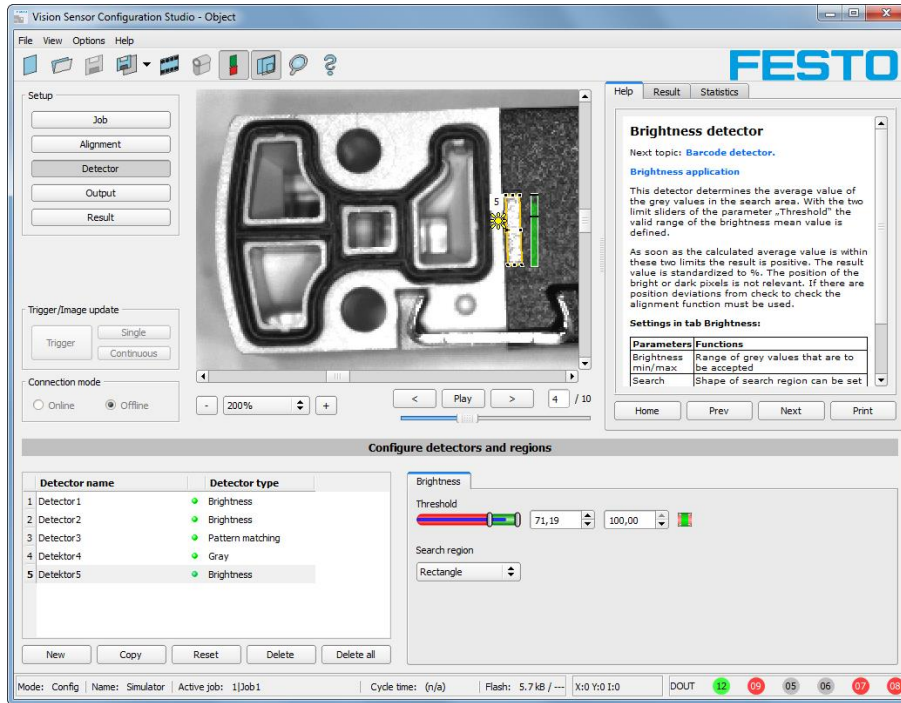 Vision Sensor Configuration Studio - Object
File View Options Help
FESTO
Setup
Job
Alignment
Detector
Output
Result
Trigger/Image update
Trigger
Single
Continuous
Connection mode
Online Offline
5
- 200% +
< Play > 4 / 10
Help Result Statistics
Brightness detector
Next topic: Barcode detector.
Brightness application
This detector determines the average value of
the grey values in the search area. With the two
limit sliders of the parameter „Threshold“ the
valid range of the brightness mean value is
defined.
As soon as the calculated average value is within
these two limits the result is positive. The result
value is standardized to %. The position of the
bright or dark pixels is not relevant. If there are
position deviations from check to check the
alignment function must be used.
Settings in tab Brightness:
Parameters Functions
Brightness Range of grey values that are to
min/max be accepted
Search Shape of search region can be set
Home Prev Next Print
Configure detectors and regions
Detector name Detector type
1 Detector1 Brightness
2 Detector2 Brightness
3 Detector3 Pattern matching
4 Detektor4 Gray
5 Detektor5 Brightness
New Copy Reset Delete Delete all
Brightness
Threshold
71,19 100,00
Search region
Rectangle
Mode: Config Name: Simulator Active job: 1|Job1 Cycle time: (n/a) Flash: 5.7 kB / --- X:0 Y:0 I:0 DOUT 12 09 05 06 07 08